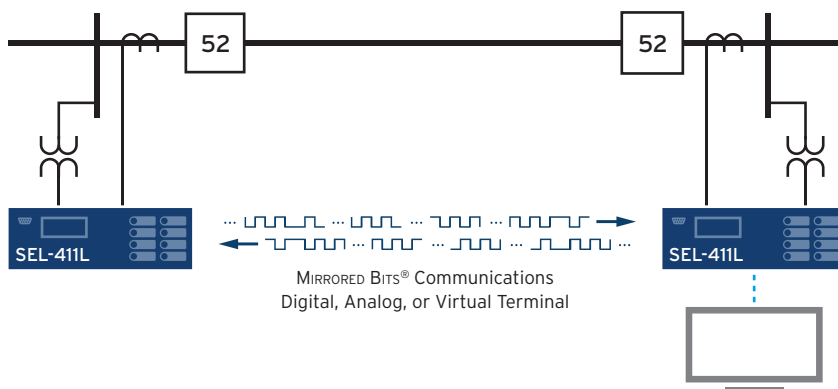 52
52
SEL-411L
SEL-411L
MIRRORED BITS® Communications
Digital, Analog, or Virtual Terminal